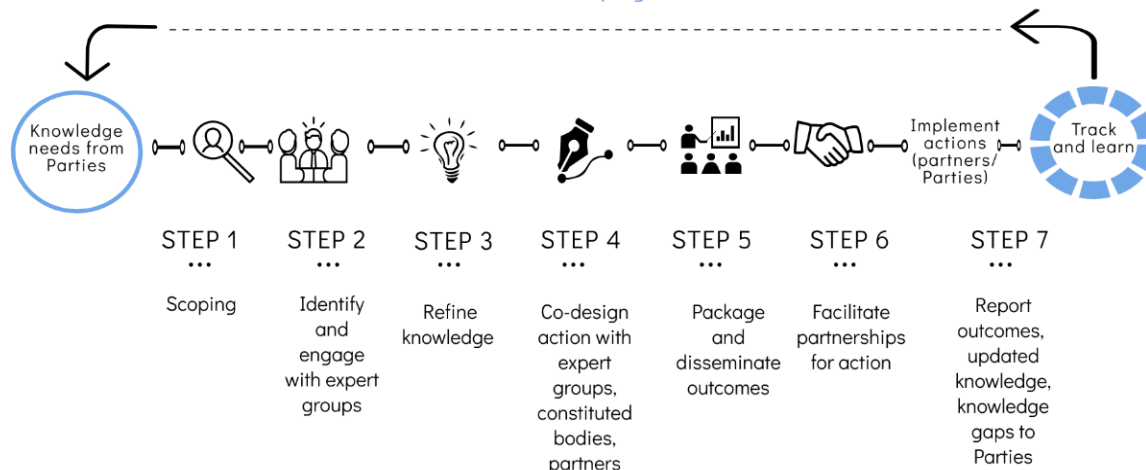 Knowledge
needs from
Parties
Implement
actions
(partners/
Parties)
Track
and learn
STEP 1
...
Scoping
STEP 2
...
Identify
and
engage
with expert
groups
STEP 3
...
Refine
knowledge
STEP 4
...
Co-design
action with
expert
groups,
constituted
bodies,
partners
STEP 5
...
Package
and
disseminate
outcomes
STEP 6
...
Facilitate
partnerships
for action
STEP 7
...
Report
outcomes,
updated
knowledge,
knowledge
gaps to
Parties